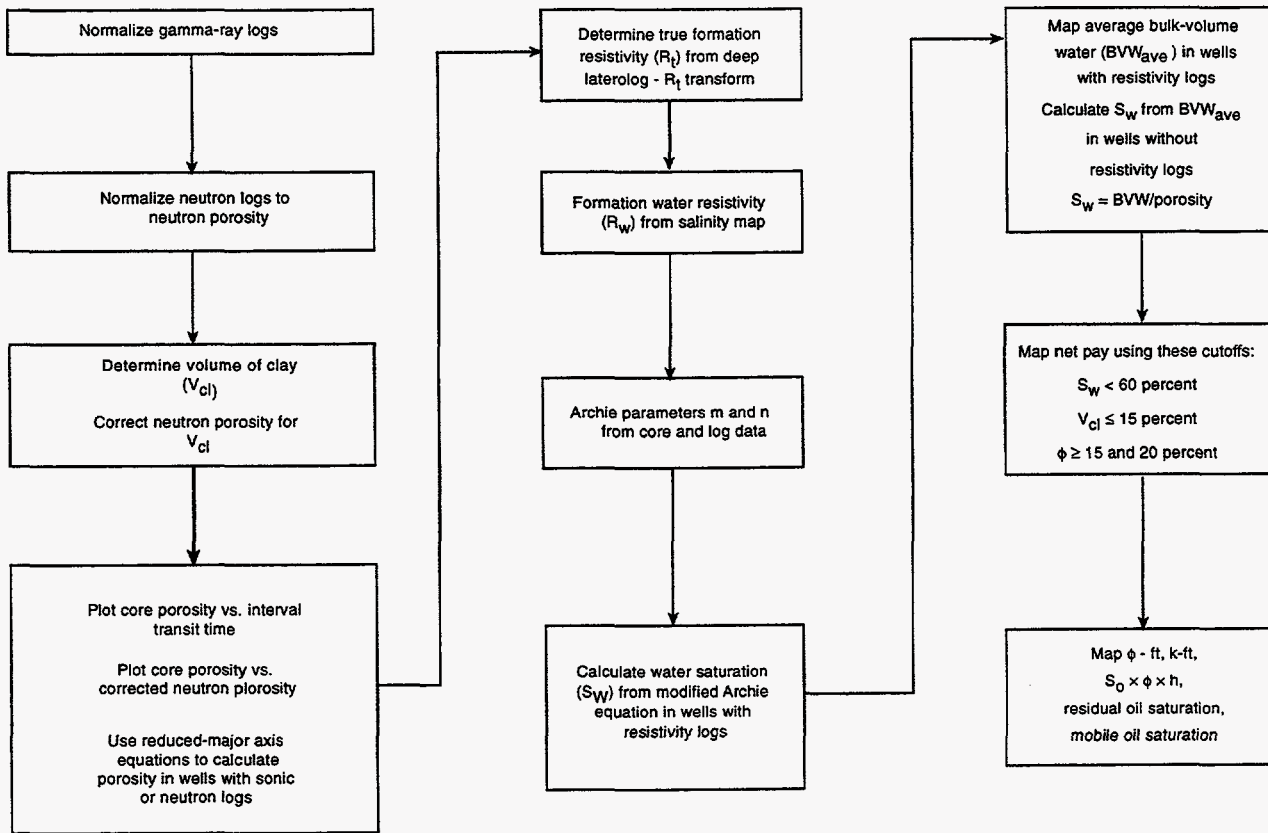 Normalize gamma-ray logs
Normalize neutron logs to
neutron porosity
Determine volume of clay
(Vcl)
Correct neutron porosity for
Vcl
Plot core porosity vs. interval
transit time
Plot core porosity vs.
corrected neutron plorosity
Use reduced-major axis
equations to calculate
porosity in wells with sonic
or neutron logs
Determine true formation
resistivity (Rt) from deep
laterolog - Rt transform
Formation water resistivity
(Rw) from salinity map
Archie parameters m and n
from core and log data
Calculate water saturation
(SW) from modified Archie
equation in wells with
resistivity logs
Map average bulk-volume
water (BVWave) in wells
with resistivity logs
Calculate Sw from BVWave
in wells without
resistivity logs
Sw = BVW/porosity
Map net pay using these cutoffs:
Sw < 60 percent
Vcl ≤ 15 percent
ϕ ≥ 15 and 20 percent
Map ϕ - ft, k-ft,
So × ϕ × h,
residual oil saturation,
mobile oil saturation